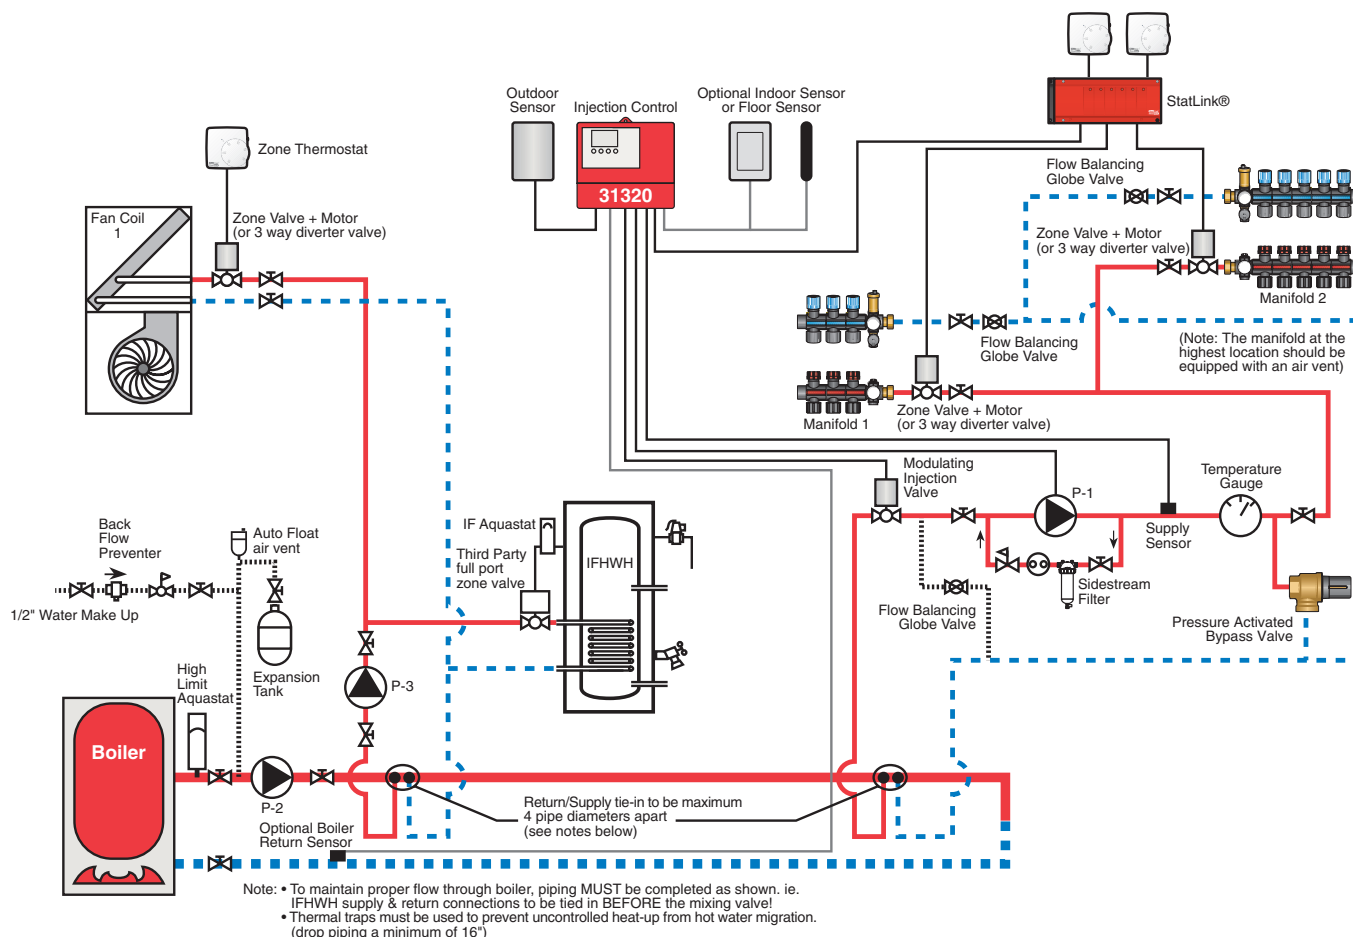 StatLink®
Outdoor
Sensor
Injection Control
Optional Indoor Sensor
or Floor Sensor
31320
Zone Thermostat
Flow Balancing
Globe Valve
Fan Coil
1
Zone Valve + Motor
(or 3 way diverter valve)
Zone Valve + Motor
(or 3 way diverter valve)
Manifold 2
Flow Balancing
Globe Valve
(Note: The manifold at the
highest location should be
equipped with an air vent)
Manifold 1
Zone Valve + Motor
(or 3 way diverter valve)
Modulating
Injection
Valve
P-1
Temperature
Gauge
Supply
Sensor
Sidestream
Filter
Flow Balancing
Globe Valve
Pressure Activated
Bypass Valve
Back
Flow
Preventer
Auto Float
air vent
1/2" Water Make Up
Expansion
Tank
IF Aquastat
Third Party
full port
zone valve
IFHWH
High
Limit
Aquastat
P-3
Boiler
P-2
Optional Boiler
Return Sensor
Return/Supply tie-in to be maximum
4 pipe diameters apart
(see notes below)
Note: • To maintain proper flow through boiler, piping MUST be completed as shown. ie.
IFHWH supply & return connections to be tied in BEFORE the mixing valve!
• Thermal traps must be used to prevent uncontrolled heat-up from hot water migration.
(drop piping a minimum of 16")